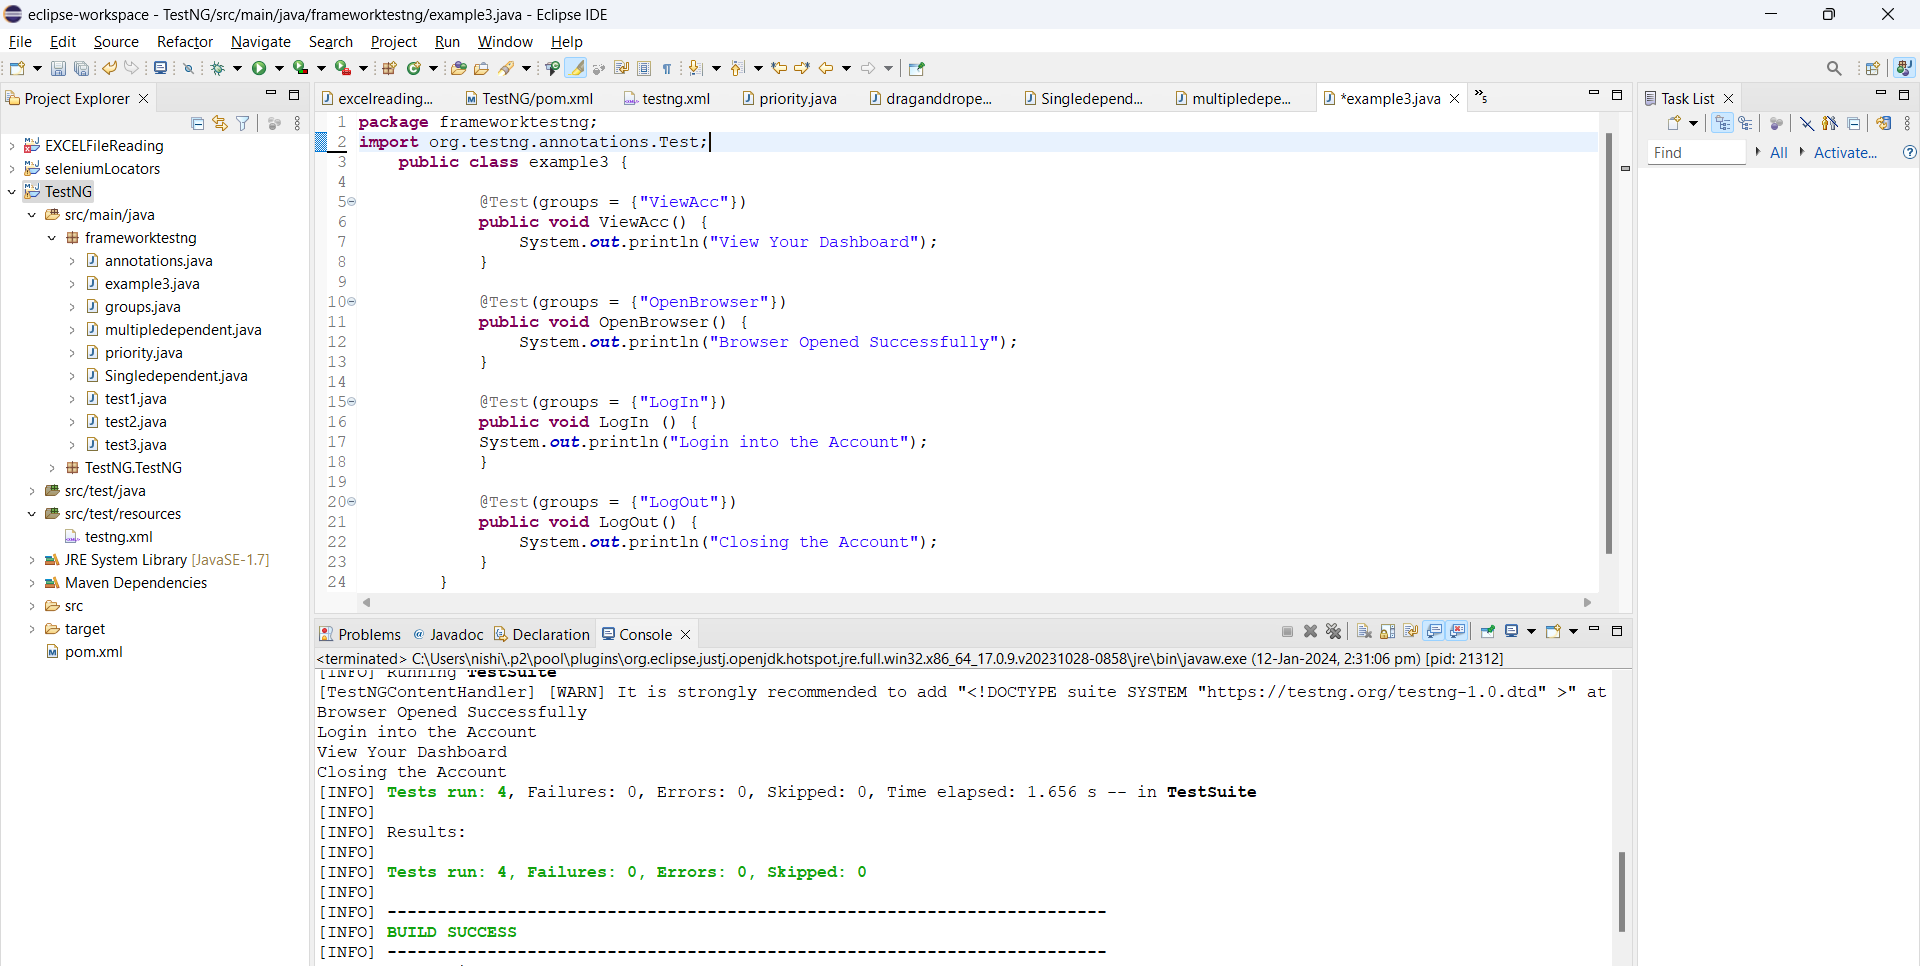 eclipse-workspace - TestNG/src/main/java/frameworktestng/example3.java - Eclipse IDE
File Edit Source Refactor Navigate Search Project Run Window Help
Project Explorer
EXCELFileReading
seleniumLocators
TestNG
src/main/java
frameworktestng
annotations.java
example3.java
groups.java
multipledependent.java
priority.java
Singledependent.java
test1.java
test2.java
test3.java
TestNG.TestNG
src/test/java
src/test/resources
testng.xml
JRE System Library [JavaSE-1.7]
Maven Dependencies
src
target
pom.xml
excelreading... TestNG/pom.xml testng.xml priority.java draganddrope... Singledepend... multipledepe... *example3.java »5
1 package frameworktestng;
2 import org.testng.annotations.Test;
3 public class example3 {
4
5 @Test(groups = {"ViewAcc"})
6 public void ViewAcc() {
7 System.out.println("View Your Dashboard");
8 }
9
10 @Test(groups = {"OpenBrowser"})
11 public void OpenBrowser() {
12 System.out.println("Browser Opened Successfully");
13 }
14
15 @Test(groups = {"LogIn"})
16 public void LogIn () {
17 System.out.println("Login into the Account");
18 }
19
20 @Test(groups = {"LogOut"})
21 public void LogOut() {
22 System.out.println("Closing the Account");
23 }
24 }
Task List
Find All Activate...
Problems @ Javadoc Declaration Console
<terminated> C:\Users\nishi\.p2\pool\plugins\org.eclipse.justj.openjdk.hotspot.jre.full.win32.x86_64_17.0.9.v20231028-0858\jre\bin\javaw.exe (12-Jan-2024, 2:31:06 pm) [pid: 21312]
[INFO] Running TestSuite
[TestNGContentHandler] [WARN] It is strongly recommended to add "<!DOCTYPE suite SYSTEM "https://testng.org/testng-1.0.dtd" >" at
Browser Opened Successfully
Login into the Account
View Your Dashboard
Closing the Account
[INFO] Tests run: 4, Failures: 0, Errors: 0, Skipped: 0, Time elapsed: 1.656 s -- in TestSuite
[INFO]
[INFO] Results:
[INFO]
[INFO] Tests run: 4, Failures: 0, Errors: 0, Skipped: 0
[INFO]
[INFO] ------------------------------------------------------------------------
[INFO] BUILD SUCCESS
[INFO] ------------------------------------------------------------------------